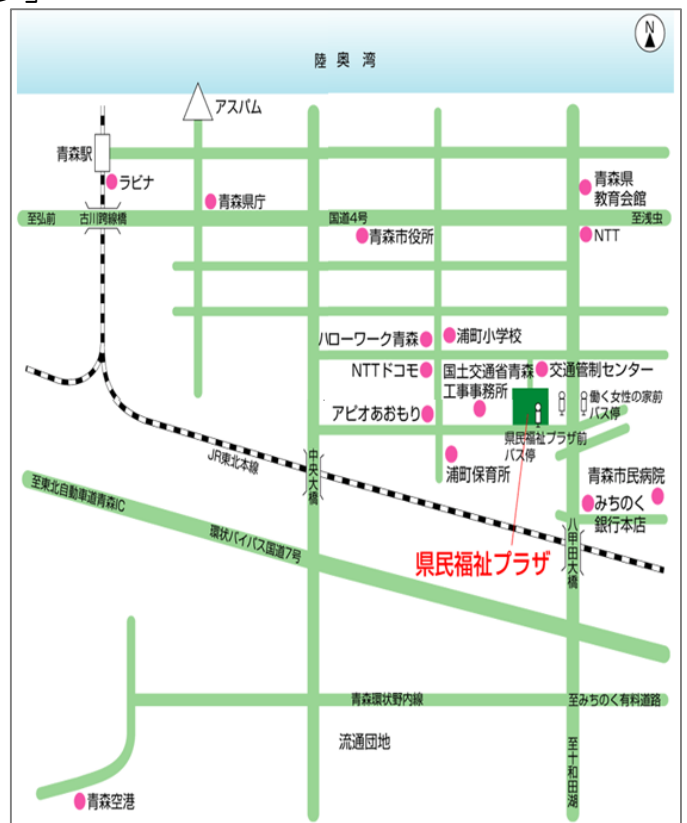 N
陸奥湾
アスパム
青森駅
ラビナ
青森県
教育会館
青森県庁
至弘前
古川跨線橋
国道4号
至浅虫
青森市役所
NTT
ハローワーク青森
浦町小学校
NTTドコモ
国土交通省青森
工事事務所
交通管制センター
働く女性の家前
バス停
アピオあおもり
県民福祉プラザ前
バス停
JR東北本線
中央大橋
浦町保育所
青森市民病院
みちのく
銀行本店
至東北自動車道青森IC
環状バイパス国道7号
八甲田大橋
県民福祉プラザ
青森環状野内線
至みちのく有料道路
流通団地
至十和田湖
青森空港